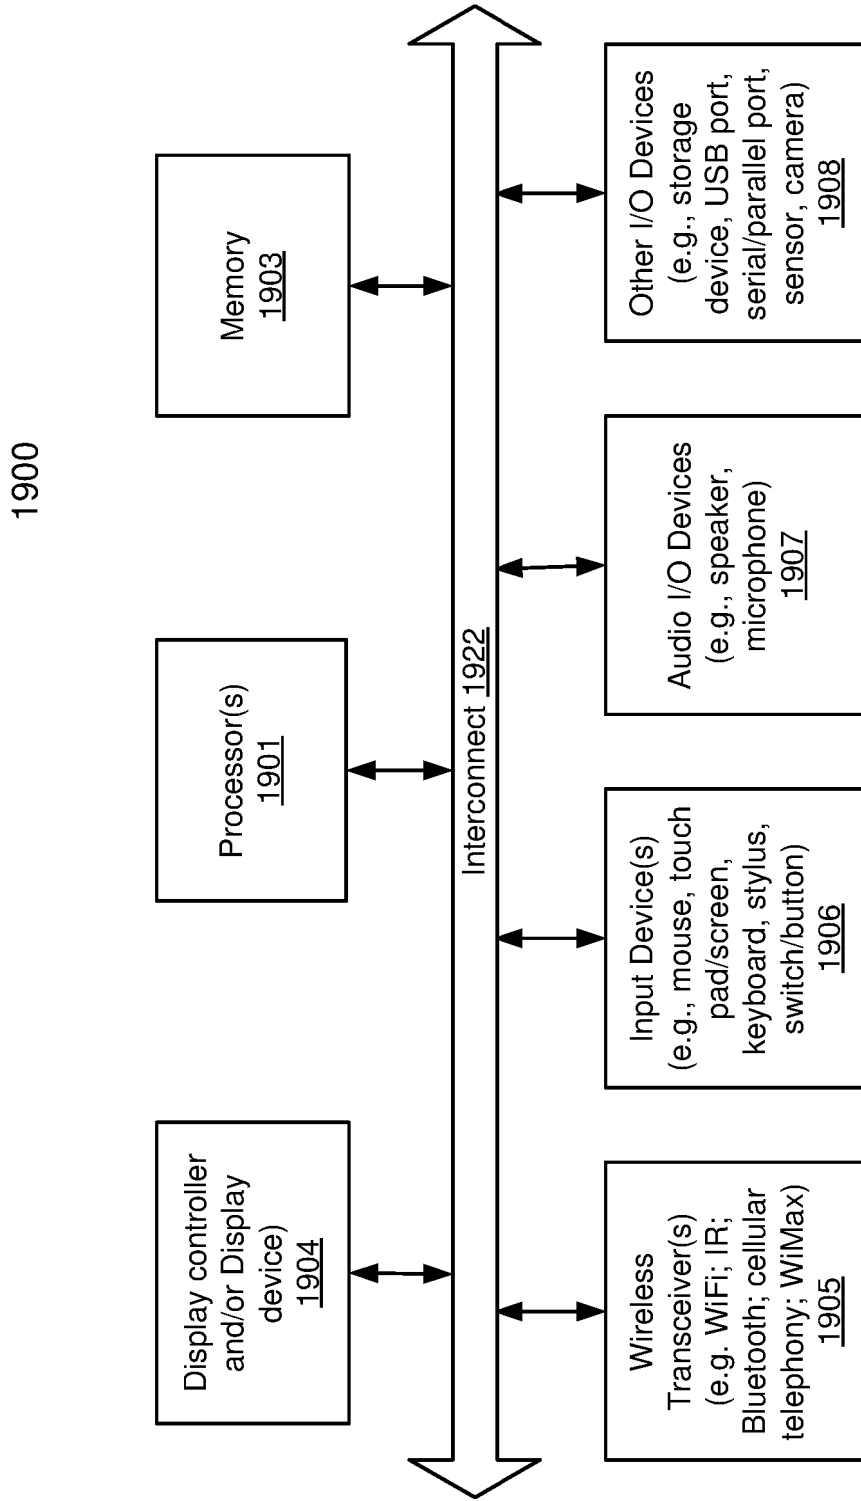 1900
Display controller
and/or Display
device)
1904
Processor(s)
1901
Memory
1903
Interconnect 1922
Wireless
Transceiver(s)
(e.g. WiFi; IR;
Bluetooth; cellular
telephony; WiMax)
1905
Input Device(s)
(e.g., mouse, touch
pad/screen,
keyboard, stylus,
switch/button)
1906
Audio I/O Devices
(e.g., speaker,
microphone)
1907
Other I/O Devices
(e.g., storage
device, USB port,
serial/parallel port,
sensor, camera)
1908